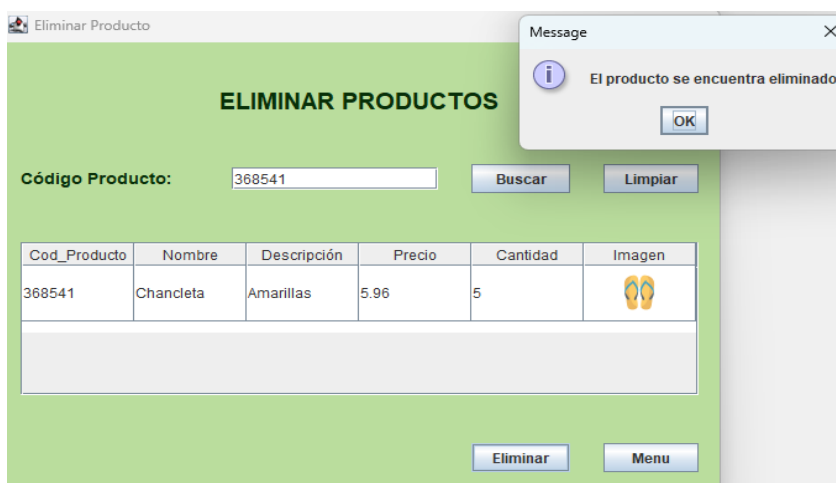 Eliminar Producto
Message
El producto se encuentra eliminado
OK
ELIMINAR PRODUCTOS
Código Producto: 368541 Buscar Limpiar
Cod_Producto Nombre Descripción Precio Cantidad Imagen
368541 Chancleta Amarillas 5.96 5
Eliminar Menu